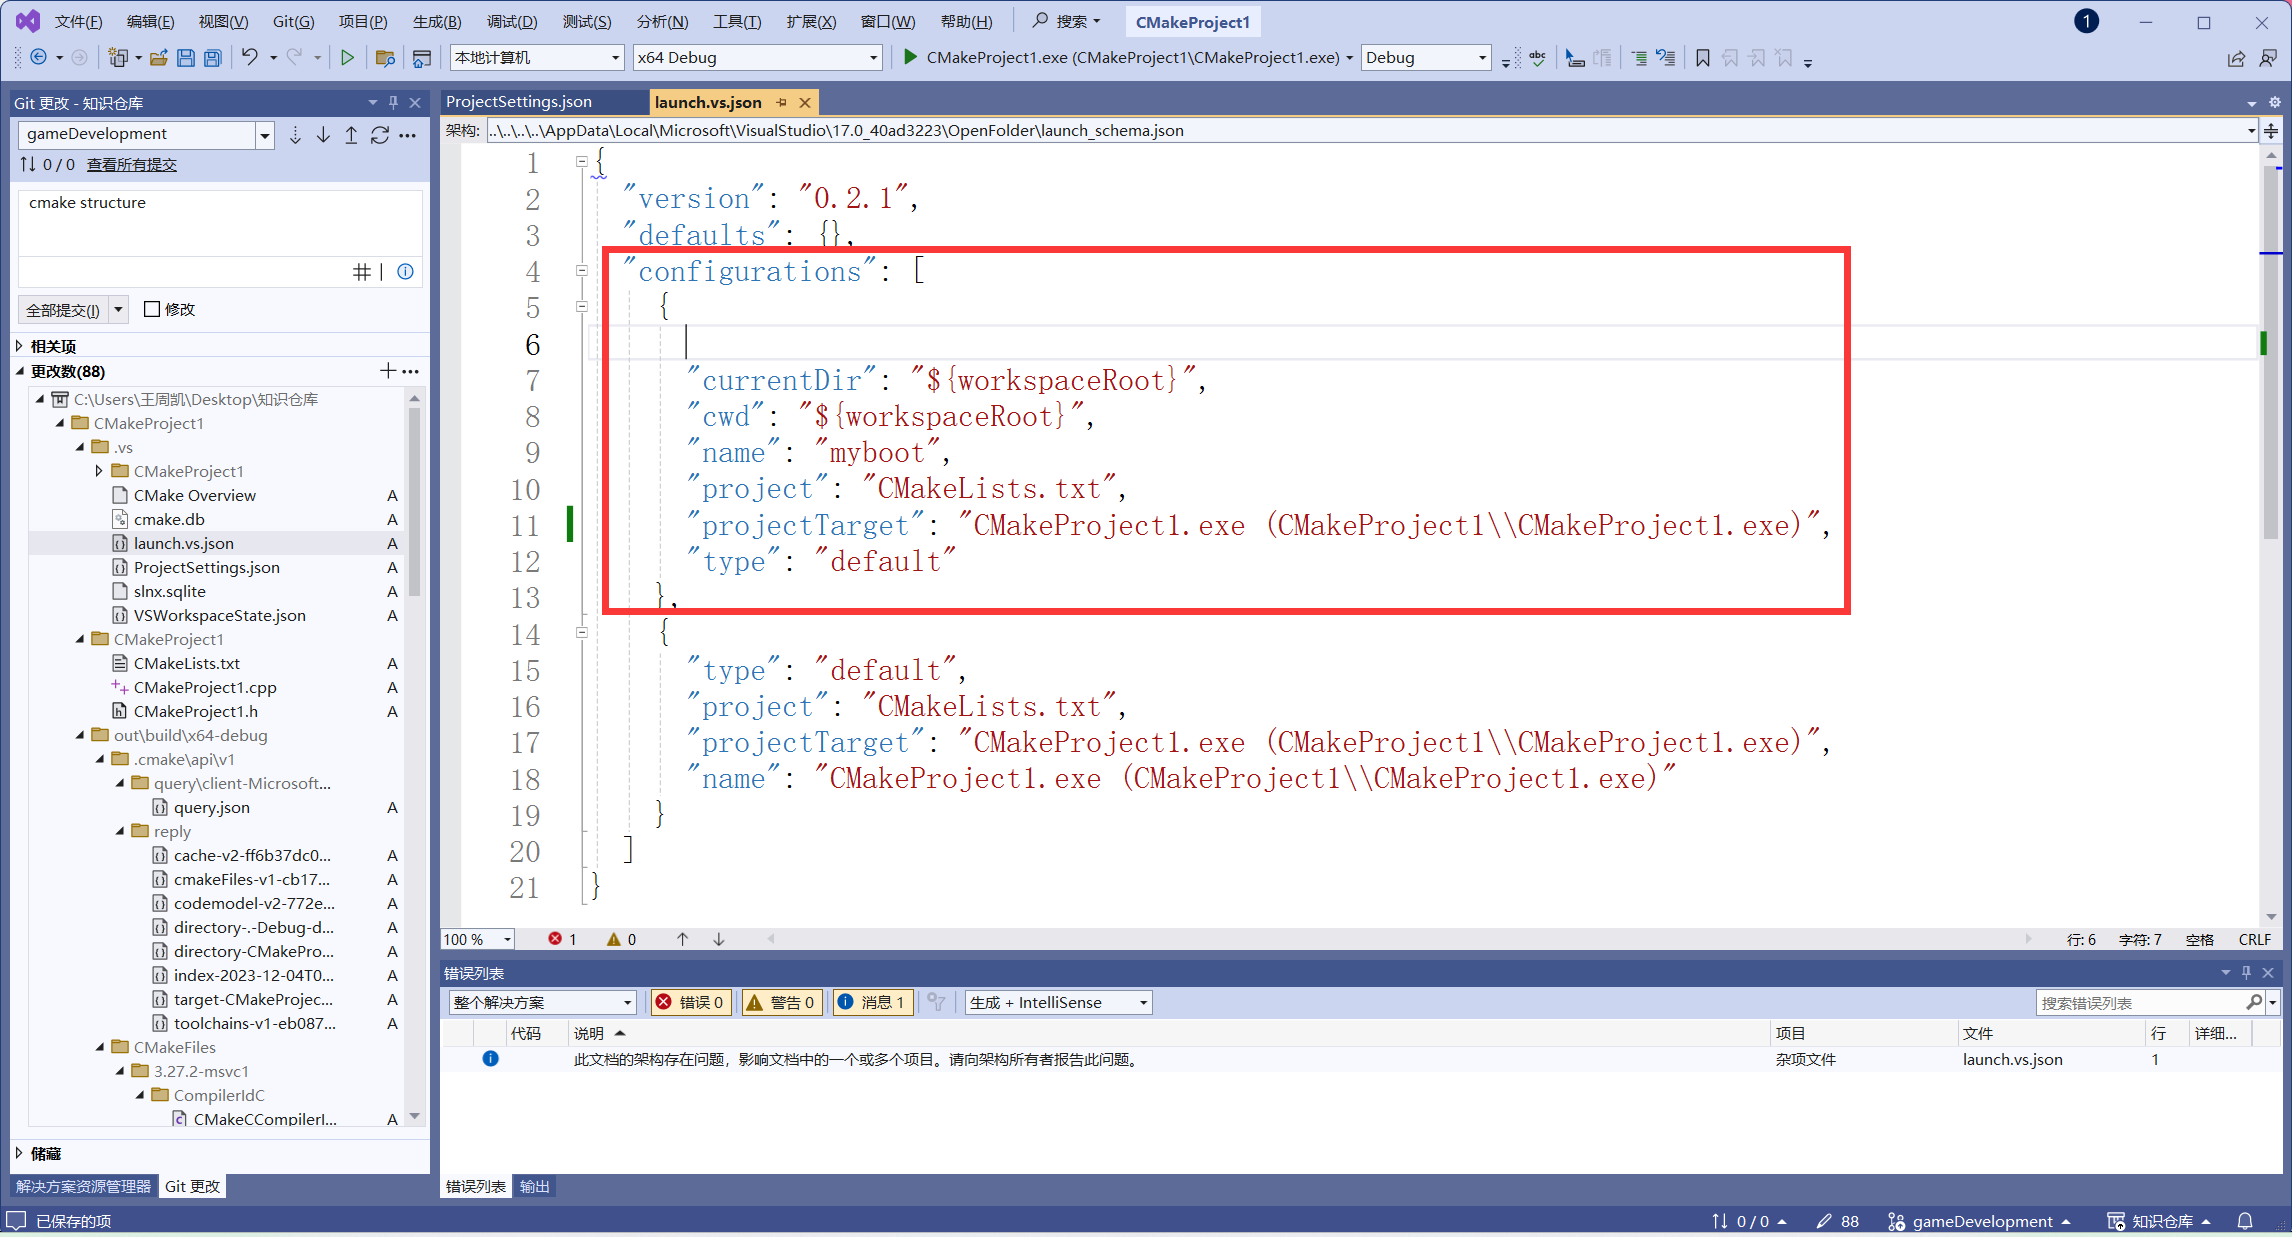 文件(F) 编辑(E) 视图(V) Git(G) 项目(P) 生成(B) 调试(D) 测试(S) 分析(N) 工具(T) 扩展(X) 窗口(W) 帮助(H) 搜索 CMakeProject1 1
本地计算机 x64 Debug CMakeProject1.exe (CMakeProject1\CMakeProject1.exe) Debug abc
Git 更改 - 知识仓库
gameDevelopment
0 / 0 查看所有提交
cmake structure
全部提交(I) 修改
相关项
更改数(88)
C:\Users\王周凯\Desktop\知识仓库
CMakeProject1
.vs
CMakeProject1
CMake Overview A
cmake.db A
launch.vs.json A
ProjectSettings.json A
slnx.sqlite A
VSWorkspaceState.json A
CMakeProject1
CMakeLists.txt A
CMakeProject1.cpp A
CMakeProject1.h A
out\build\x64-debug
.cmake\api\v1
query\client-Microsoft...
query.json A
reply
cache-v2-ff6b37dc0... A
cmakeFiles-v1-cb17... A
codemodel-v2-772e... A
directory-.-Debug-d... A
directory-CMakePro... A
index-2023-12-04T0... A
target-CMakeProjec... A
toolchains-v1-eb087... A
CMakeFiles
3.27.2-msvc1
CompilerIdC
CMakeCCompilerI... A
储藏
解决方案资源管理器 Git 更改
ProjectSettings.json launch.vs.json
架构: ..\..\..\..\AppData\Local\Microsoft\VisualStudio\17.0_40ad3223\OpenFolder\launch_schema.json
1 {
2 "version": "0.2.1",
3 "defaults": {},
4 "configurations": [
5 {
6
7 "currentDir": "${workspaceRoot}",
8 "cwd": "${workspaceRoot}",
9 "name": "myboot",
10 "project": "CMakeLists.txt",
11 "projectTarget": "CMakeProject1.exe (CMakeProject1\\CMakeProject1.exe)",
12 "type": "default"
13 },
14 {
15 "type": "default",
16 "project": "CMakeLists.txt",
17 "projectTarget": "CMakeProject1.exe (CMakeProject1\\CMakeProject1.exe)",
18 "name": "CMakeProject1.exe (CMakeProject1\\CMakeProject1.exe)"
19 }
20 ]
21 }
100 % 1 0 行: 6 字符: 7 空格 CRLF
错误列表
整个解决方案 错误 0 警告 0 消息 1 生成 + IntelliSense 搜索错误列表
代码 说明 项目 文件 行 详细...
此文档的架构存在问题，影响文档中的一个或多个项目。请向架构所有者报告此问题。 杂项文件 launch.vs.json 1
错误列表 输出
已保存的项 0 / 0 88 gameDevelopment 知识仓库